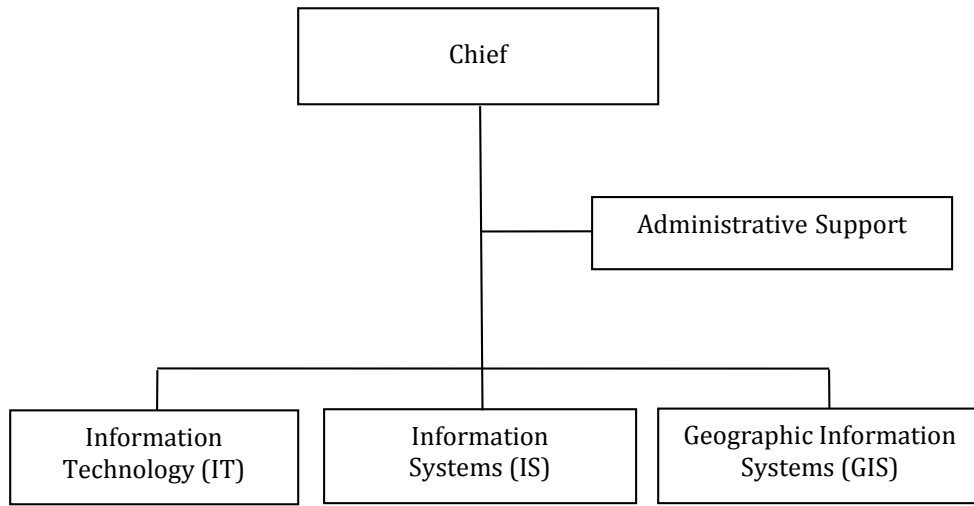 Chief
Administrative Support
Information
Technology (IT)
Information
Systems (IS)
Geographic Information
Systems (GIS)